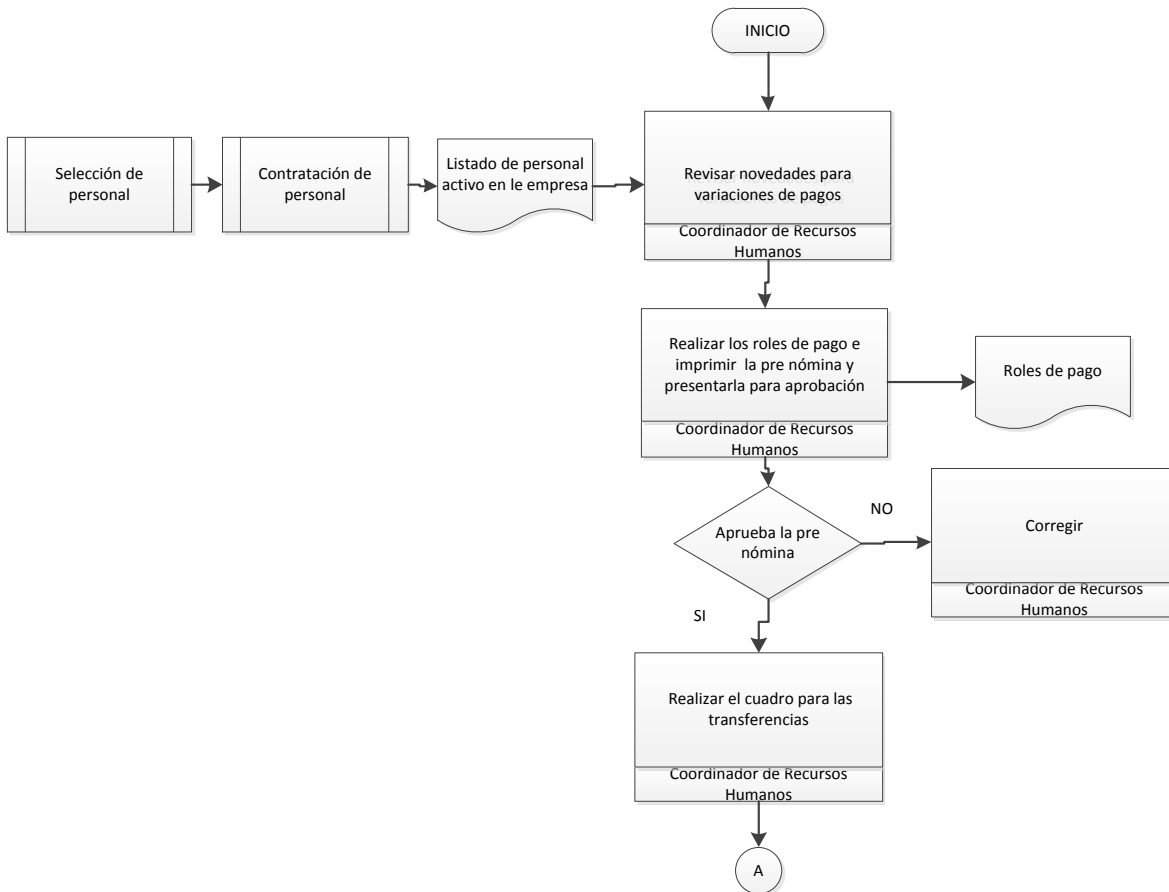 INICIO
Selección de
personal
Contratación de
personal
Listado de personal
activo en le empresa
Revisar novedades para
variaciones de pagos
Coordinador de Recursos
Humanos
Realizar los roles de pago e
imprimir la pre nómina y
presentarla para aprobación
Coordinador de Recursos
Humanos
Roles de pago
Aprueba la pre
nómina
NO
Corregir
Coordinador de Recursos
Humanos
SI
Realizar el cuadro para las
transferencias
Coordinador de Recursos
Humanos
A